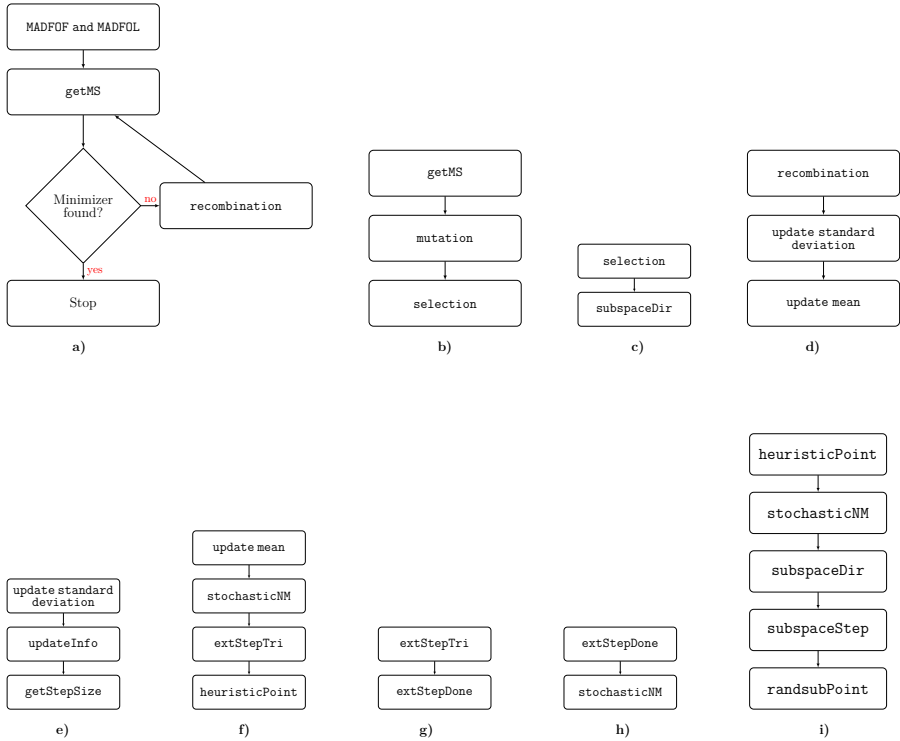 MADFOF and MADFOL
getMS
Minimizer
found?
no
recombination
yes
Stop
a)
getMS
mutation
selection
b)
selection
subspaceDir
c)
recombination
update standard
deviation
update mean
d)
update standard
deviation
updateInfo
getStepSize
e)
update mean
stochasticNM
extStepTri
heuristicPoint
f)
extStepTri
extStepDone
g)
extStepDone
stochasticNM
h)
heuristicPoint
stochasticNM
subspaceDir
subspaceStep
randsubPoint
i)